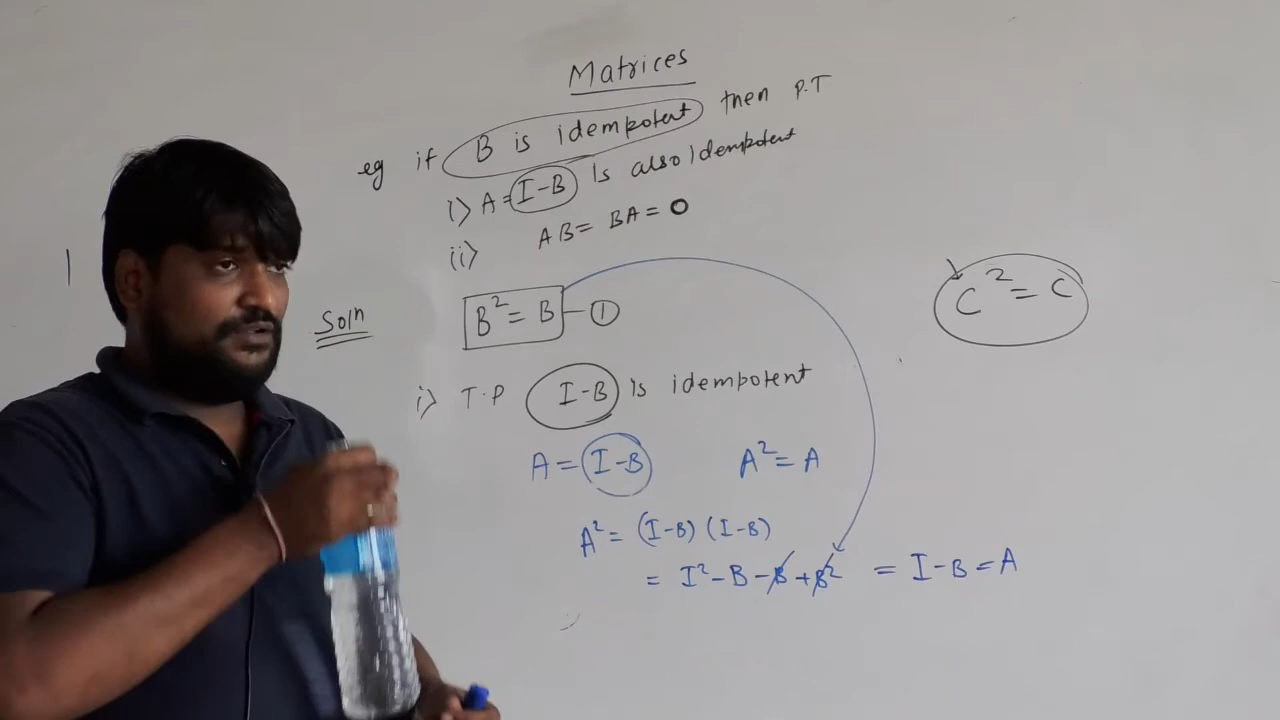 Matrices
eg if B is idempotent then P.T
i) A = I-B is also idempotent
ii) AB = BA = O
Soln B² = B — ①
C² = C
i) T.P I-B is idempotent
A = I-B A² = A
A² = (I-B) (I-B)
= I² - B - B + B² = I - B = A